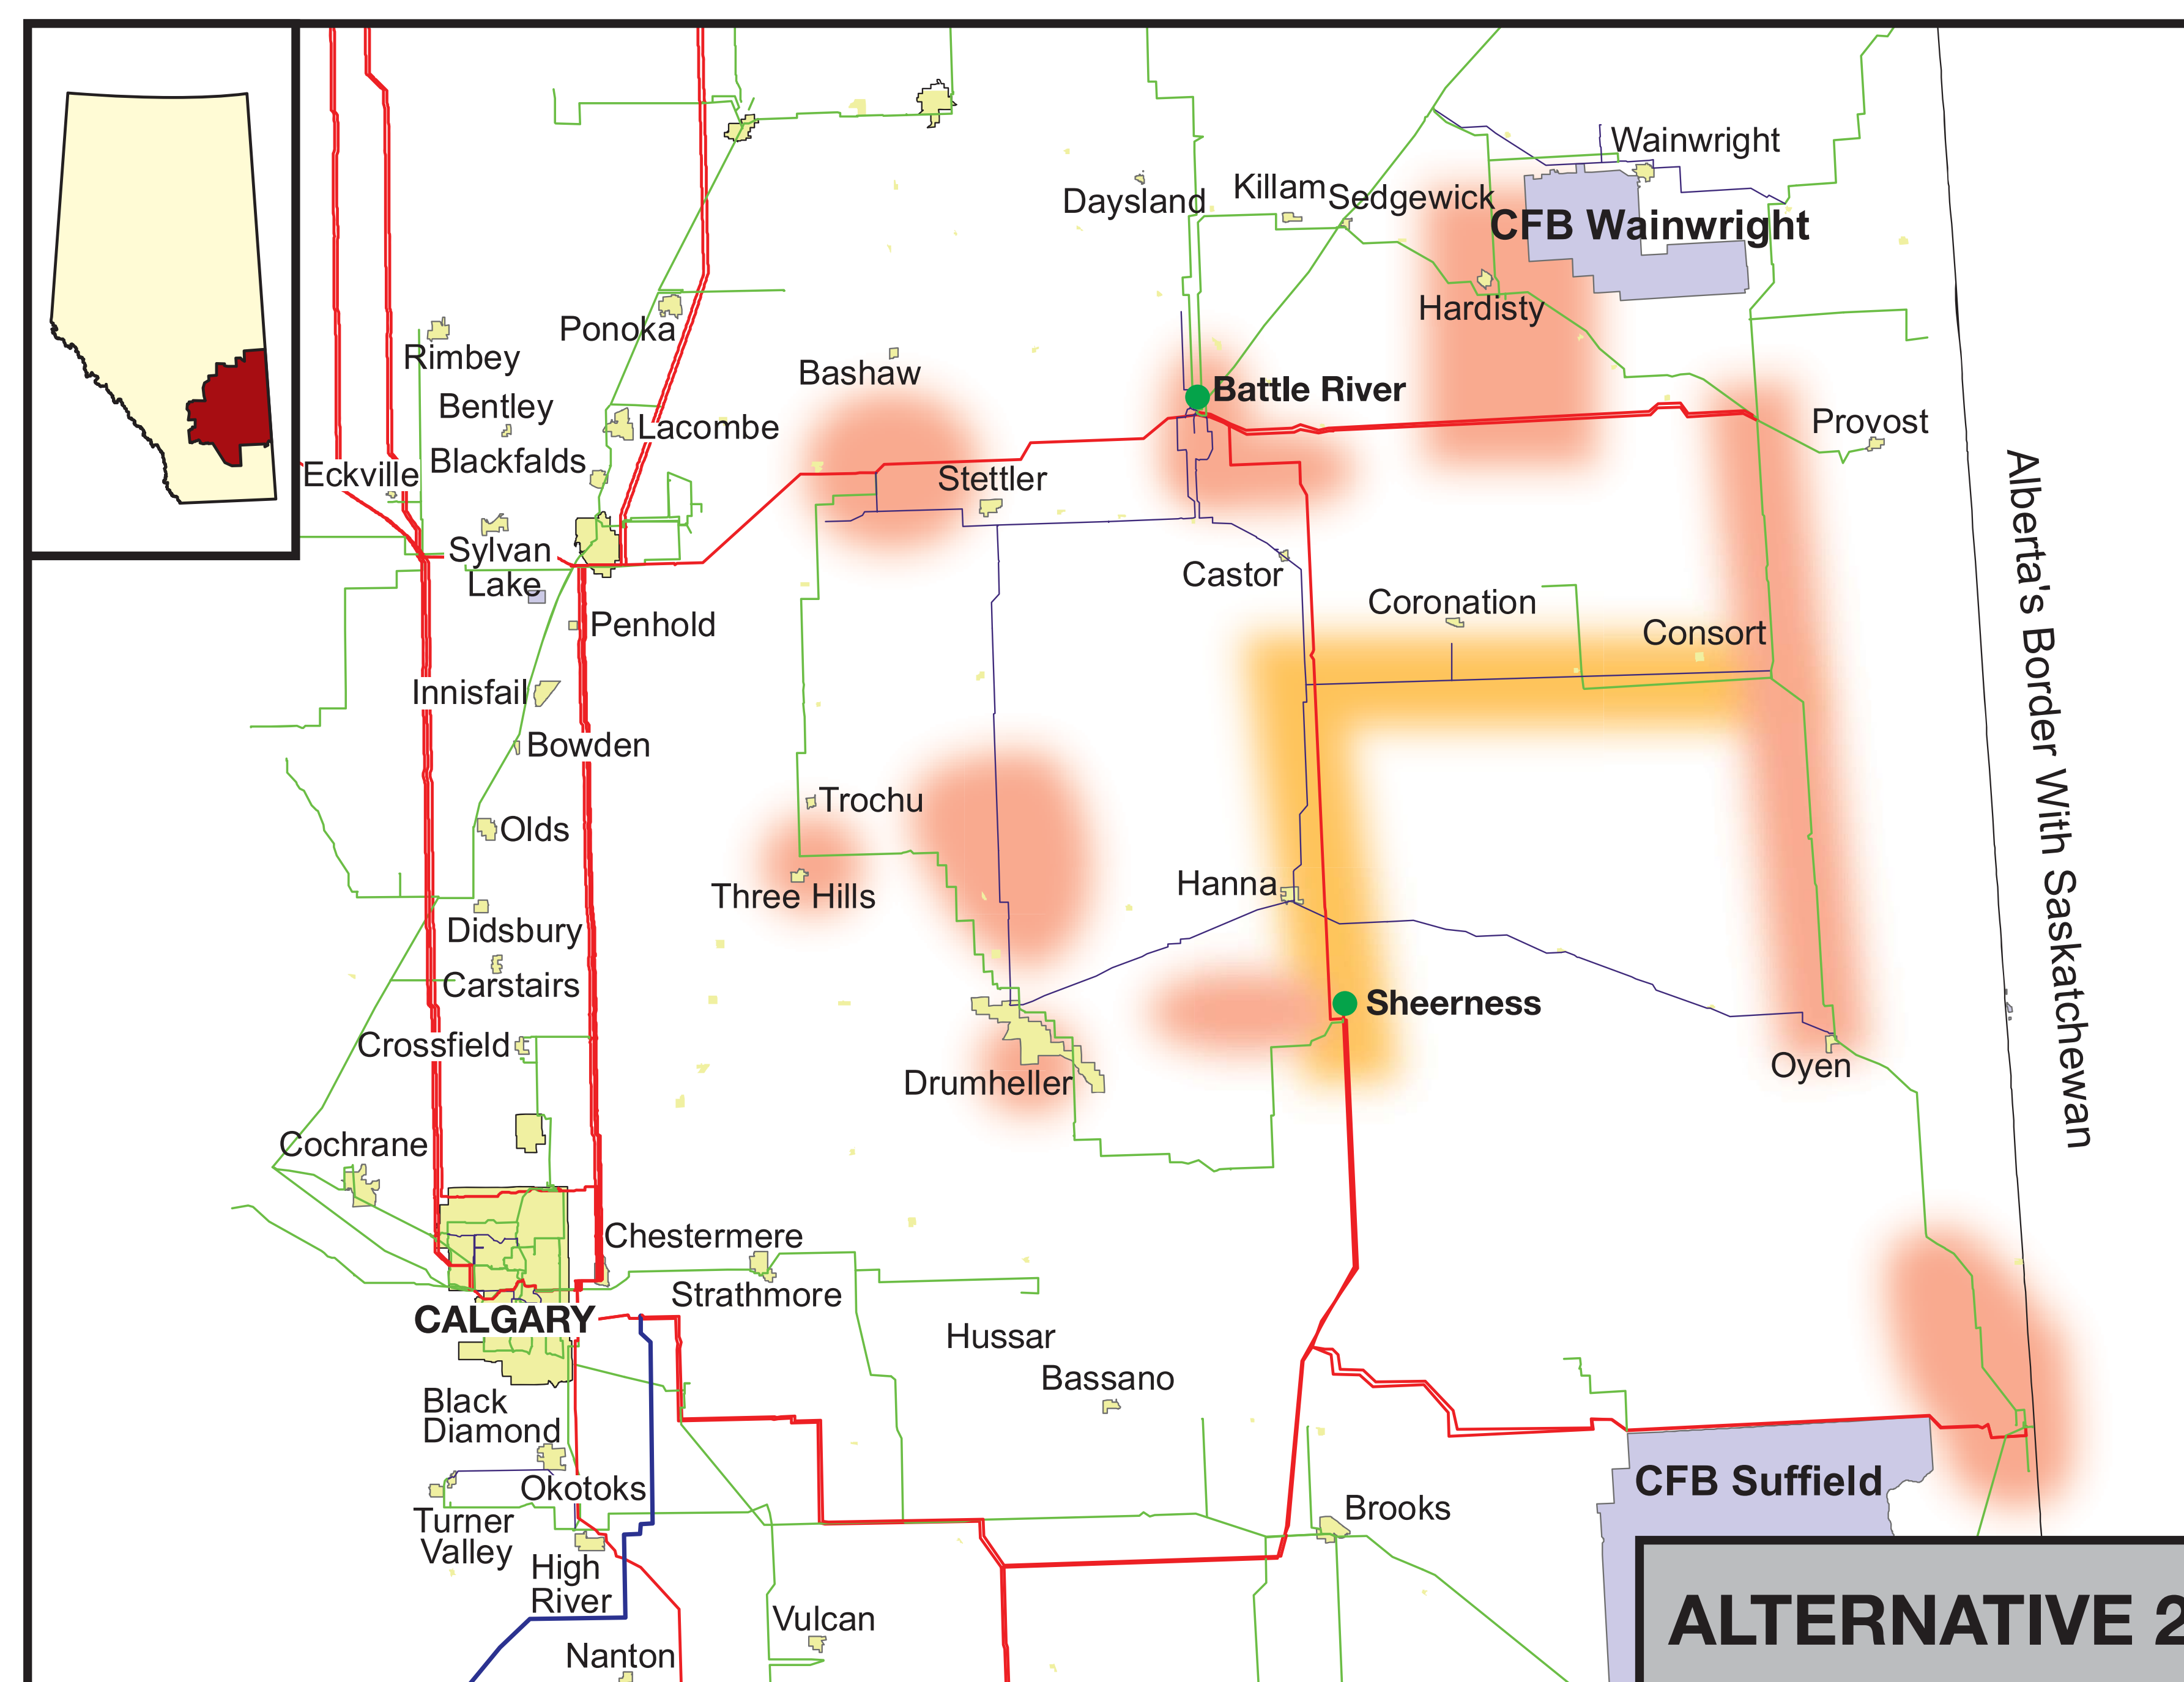 Wainwright
Daysland
Killam
Sedgewick
CFB Wainwright
Hardisty
Ponoka
Rimbey
Bashaw
Battle River
Bentley
Lacombe
Provost
Blackfalds
Eckville
Stettler
Sylvan
Lake
Castor
Coronation
Penhold
Consort
Innisfail
Bowden
Trochu
Olds
Three Hills
Hanna
Didsbury
Carstairs
Sheerness
Crossfield
Drumheller
Oyen
Alberta's Border With Saskatchewan
Cochrane
Chestermere
Strathmore
CALGARY
Hussar
Bassano
Black
Diamond
CFB Suffield
Okotoks
Brooks
Turner
Valley
High
River
Vulcan
Nanton
ALTERNATIVE 2